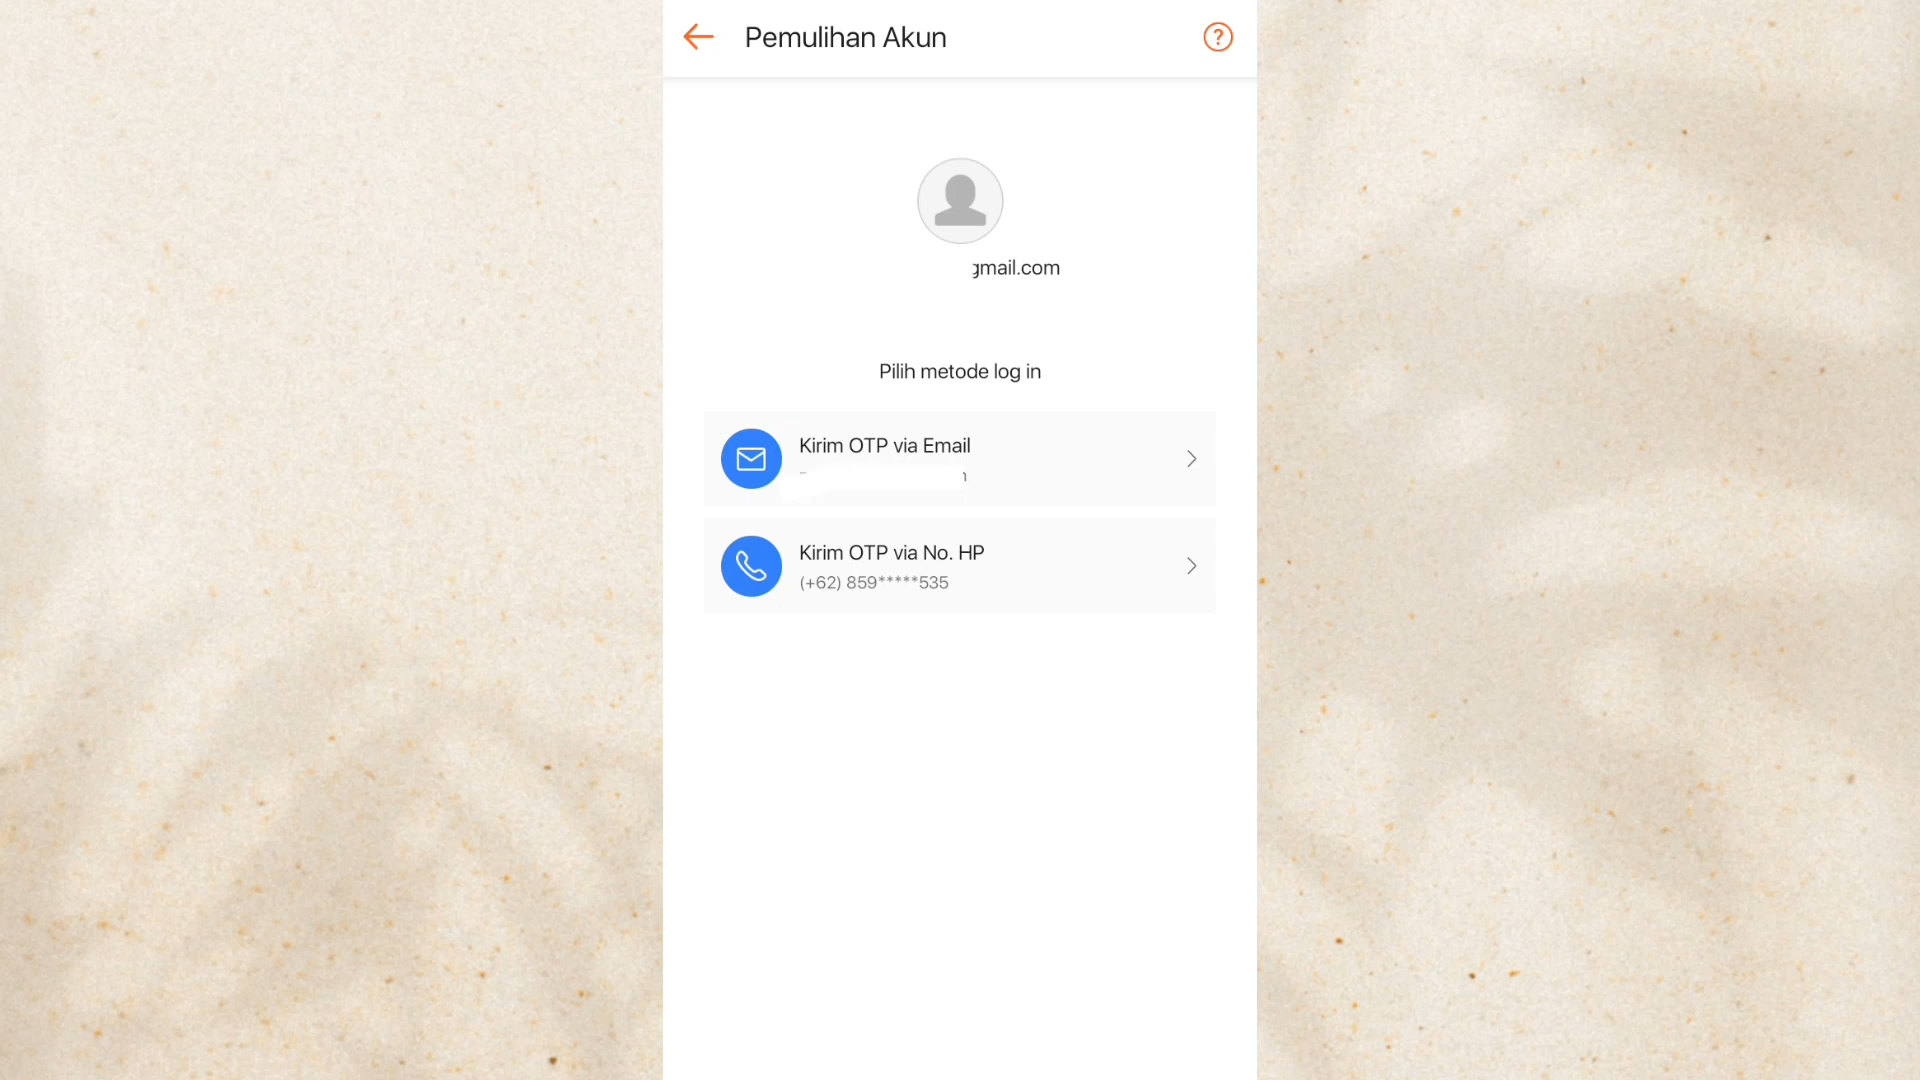 Pemulihan Akun
?
gmail.com
Pilih metode log in
Kirim OTP via Email
Kirim OTP via No. HP
(+62) 859*****535